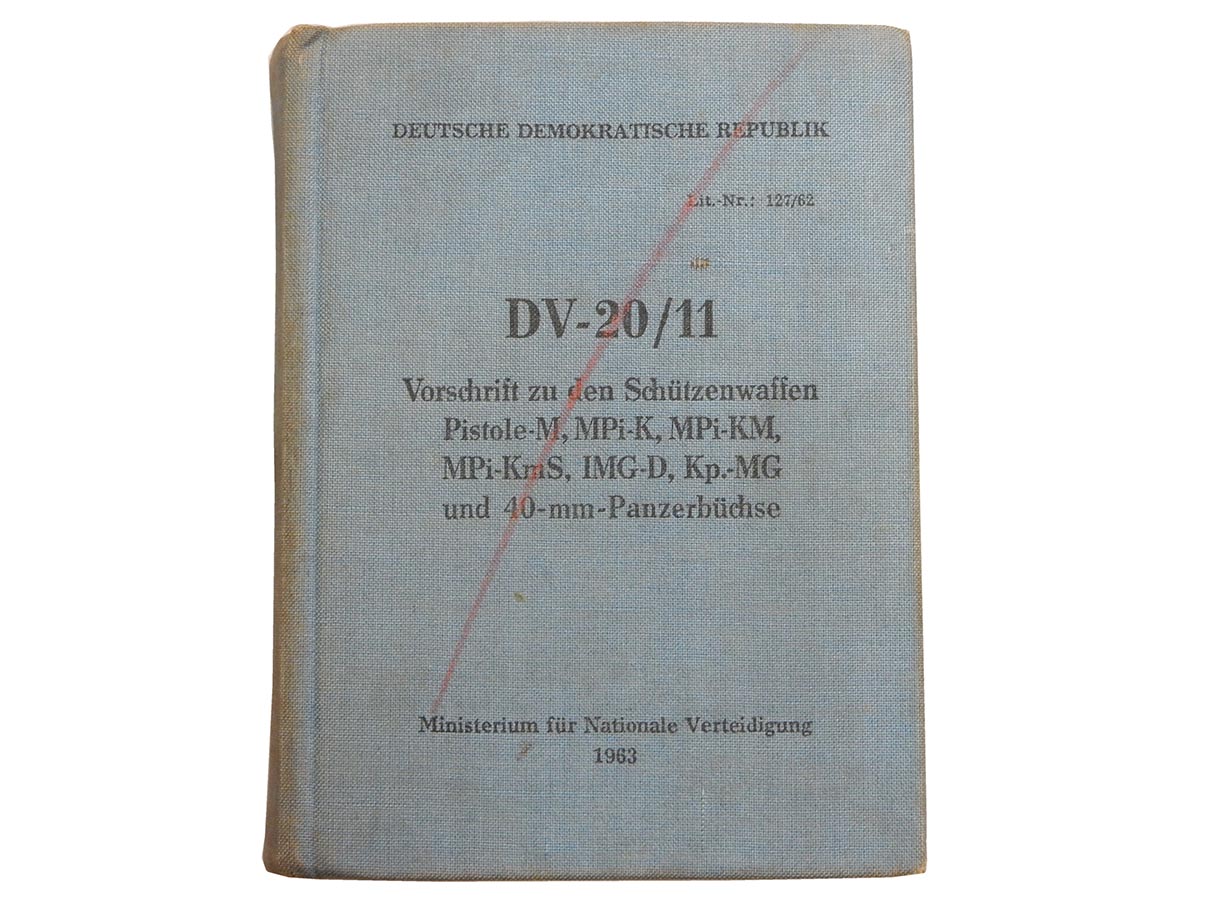 DEUTSCHE DEMOKRATISCHE REPUBLIK
Lit.-Nr.: 127/62
DV-20/11
Vorschrift zu den Schützenwaffen
Pistole-M, MPi-K, MPi-KM,
MPi-KmS, lMG-D, Kp.-MG
und 40-mm-Panzerbüchse
Ministerium für Nationale Verteidigung
1963